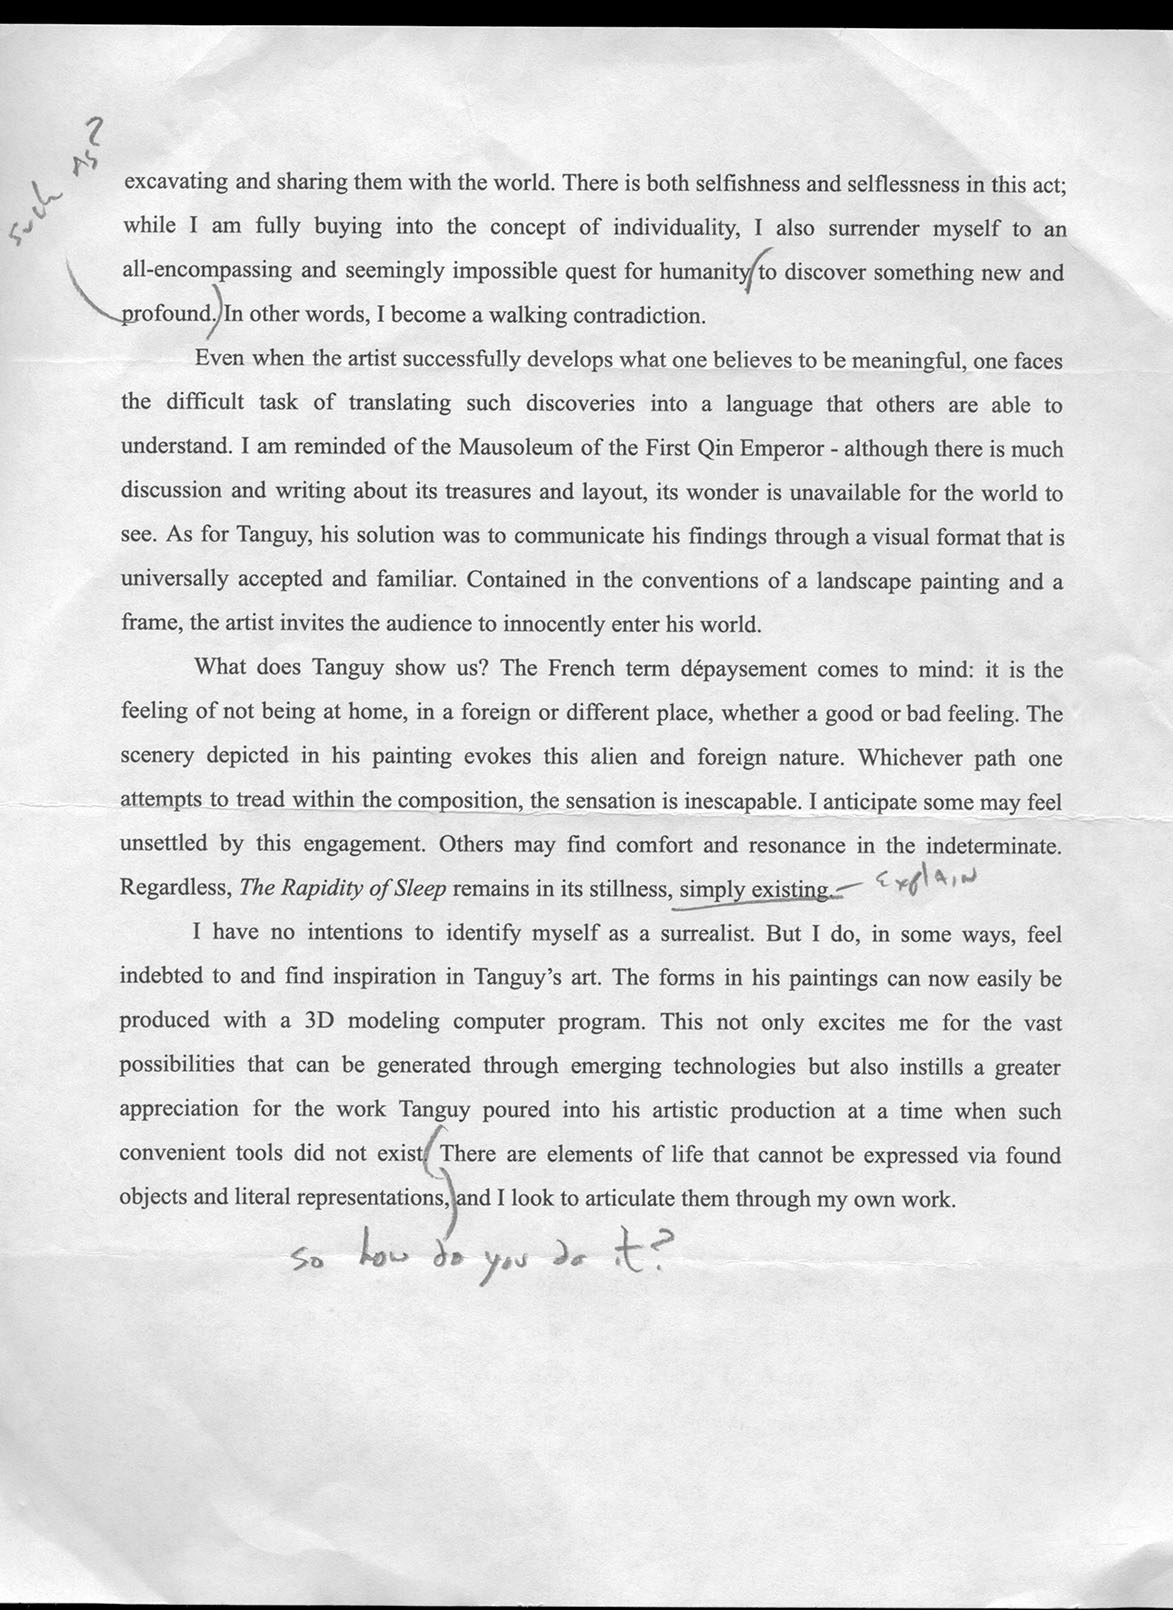 such as?
excavating and sharing them with the world. There is both selfishness and selflessness in this act;
while I am fully buying into the concept of individuality, I also surrender myself to an
all-encompassing and seemingly impossible quest for humanity to discover something new and
profound. In other words, I become a walking contradiction.
Even when the artist successfully develops what one believes to be meaningful, one faces
the difficult task of translating such discoveries into a language that others are able to
understand. I am reminded of the Mausoleum of the First Qin Emperor - although there is much
discussion and writing about its treasures and layout, its wonder is unavailable for the world to
see. As for Tanguy, his solution was to communicate his findings through a visual format that is
universally accepted and familiar. Contained in the conventions of a landscape painting and a
frame, the artist invites the audience to innocently enter his world.
What does Tanguy show us? The French term dépaysement comes to mind: it is the
feeling of not being at home, in a foreign or different place, whether a good or bad feeling. The
scenery depicted in his painting evokes this alien and foreign nature. Whichever path one
attempts to tread within the composition, the sensation is inescapable. I anticipate some may feel
unsettled by this engagement. Others may find comfort and resonance in the indeterminate.
Regardless, The Rapidity of Sleep remains in its stillness, simply existing. — Explain
I have no intentions to identify myself as a surrealist. But I do, in some ways, feel
indebted to and find inspiration in Tanguy's art. The forms in his paintings can now easily be
produced with a 3D modeling computer program. This not only excites me for the vast
possibilities that can be generated through emerging technologies but also instills a greater
appreciation for the work Tanguy poured into his artistic production at a time when such
convenient tools did not exist. There are elements of life that cannot be expressed via found
objects and literal representations, and I look to articulate them through my own work.
so how do you do it?